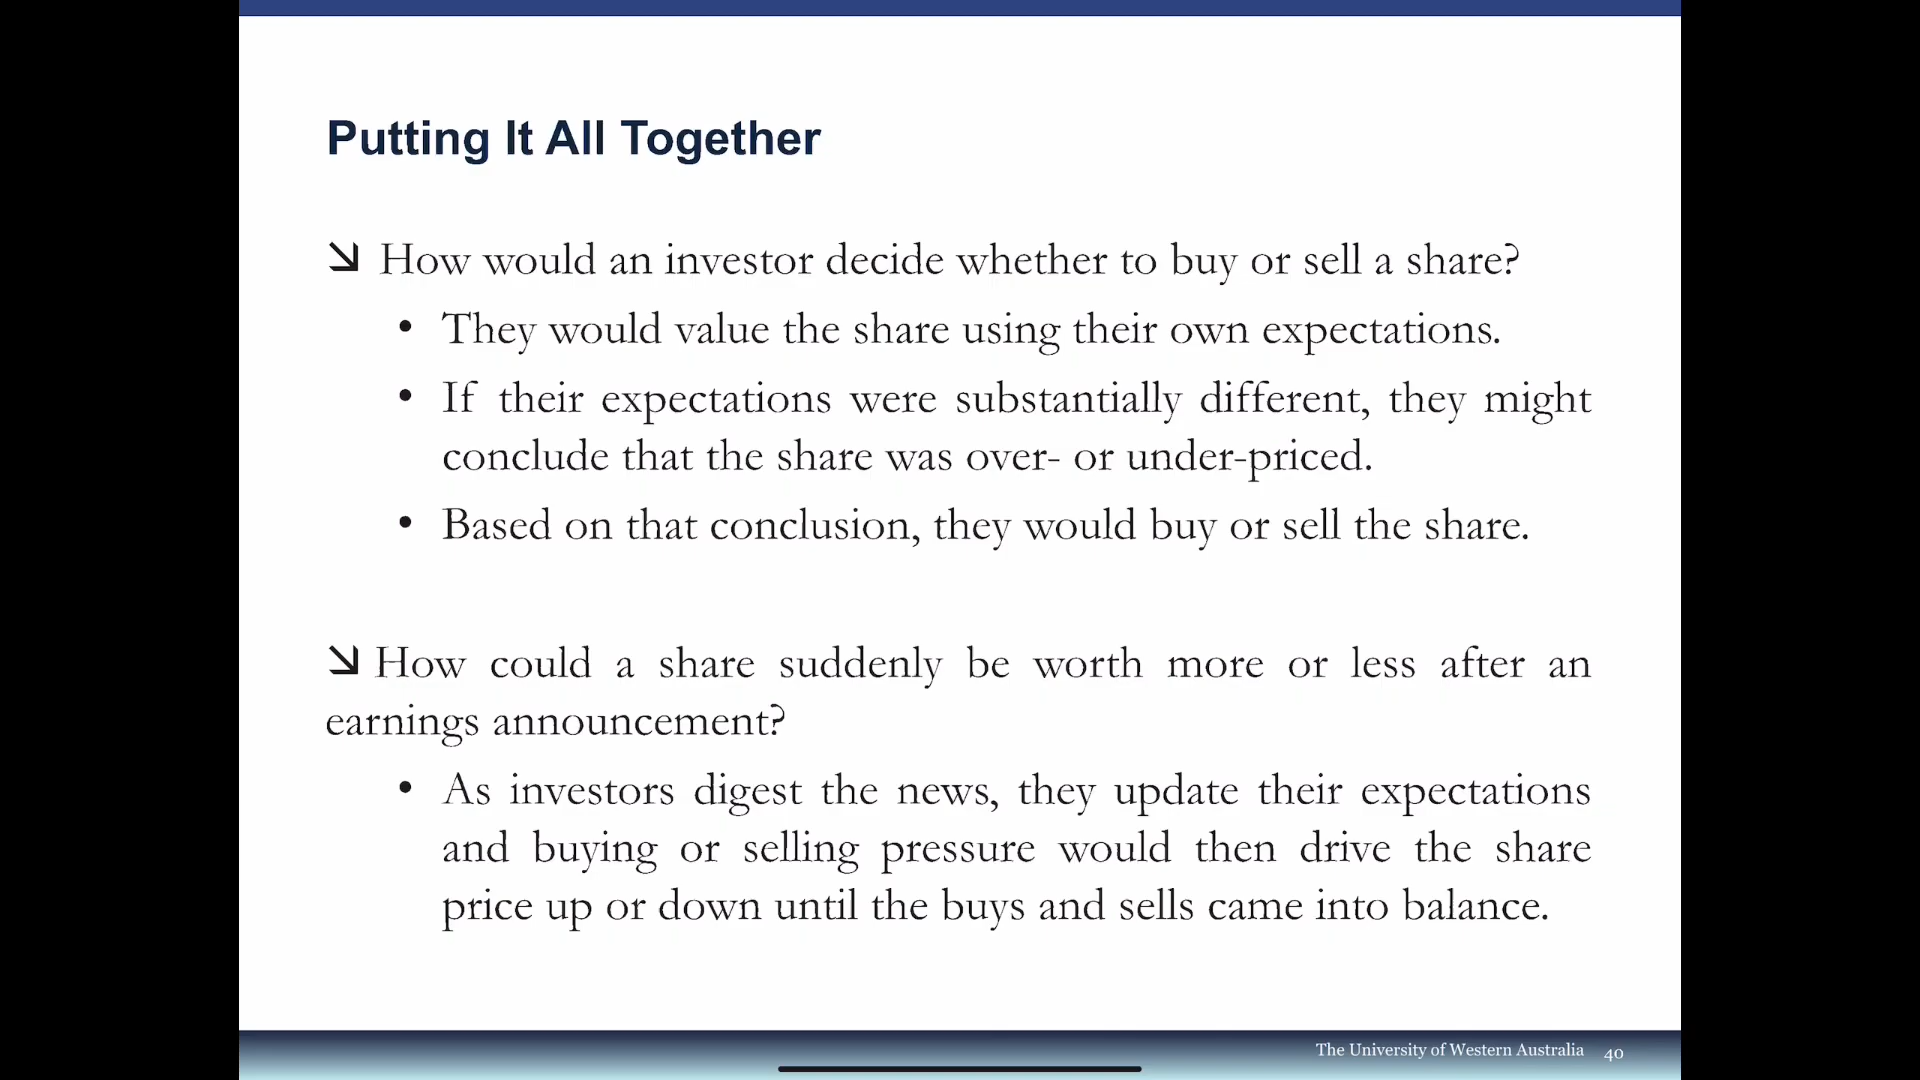 Putting It All Together
➘ How would an investor decide whether to buy or sell a share?
• They would value the share using their own expectations.
• If their expectations were substantially different, they might
conclude that the share was over- or under-priced.
• Based on that conclusion, they would buy or sell the share.
➘ How could a share suddenly be worth more or less after an
earnings announcement?
• As investors digest the news, they update their expectations
and buying or selling pressure would then drive the share
price up or down until the buys and sells came into balance.
The University of Western Australia 40